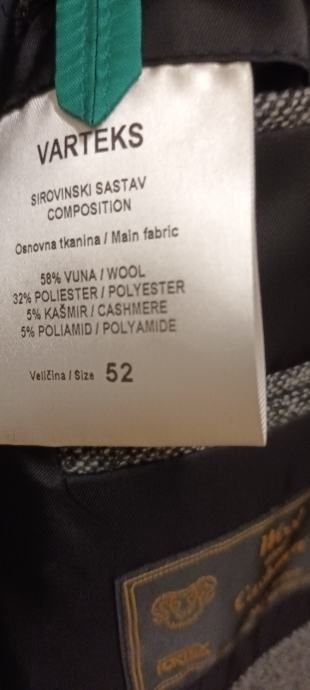 VARTEKS
SIROVINSKI SASTAV
COMPOSITION
Osnovna tkanina / Main fabric
58% VUNA / WOOL
32% POLIESTER / POLYESTER
5% KAŠMIR / CASHMERE
5% POLIAMID / POLYAMIDE
Veličina / Size 52
Wool